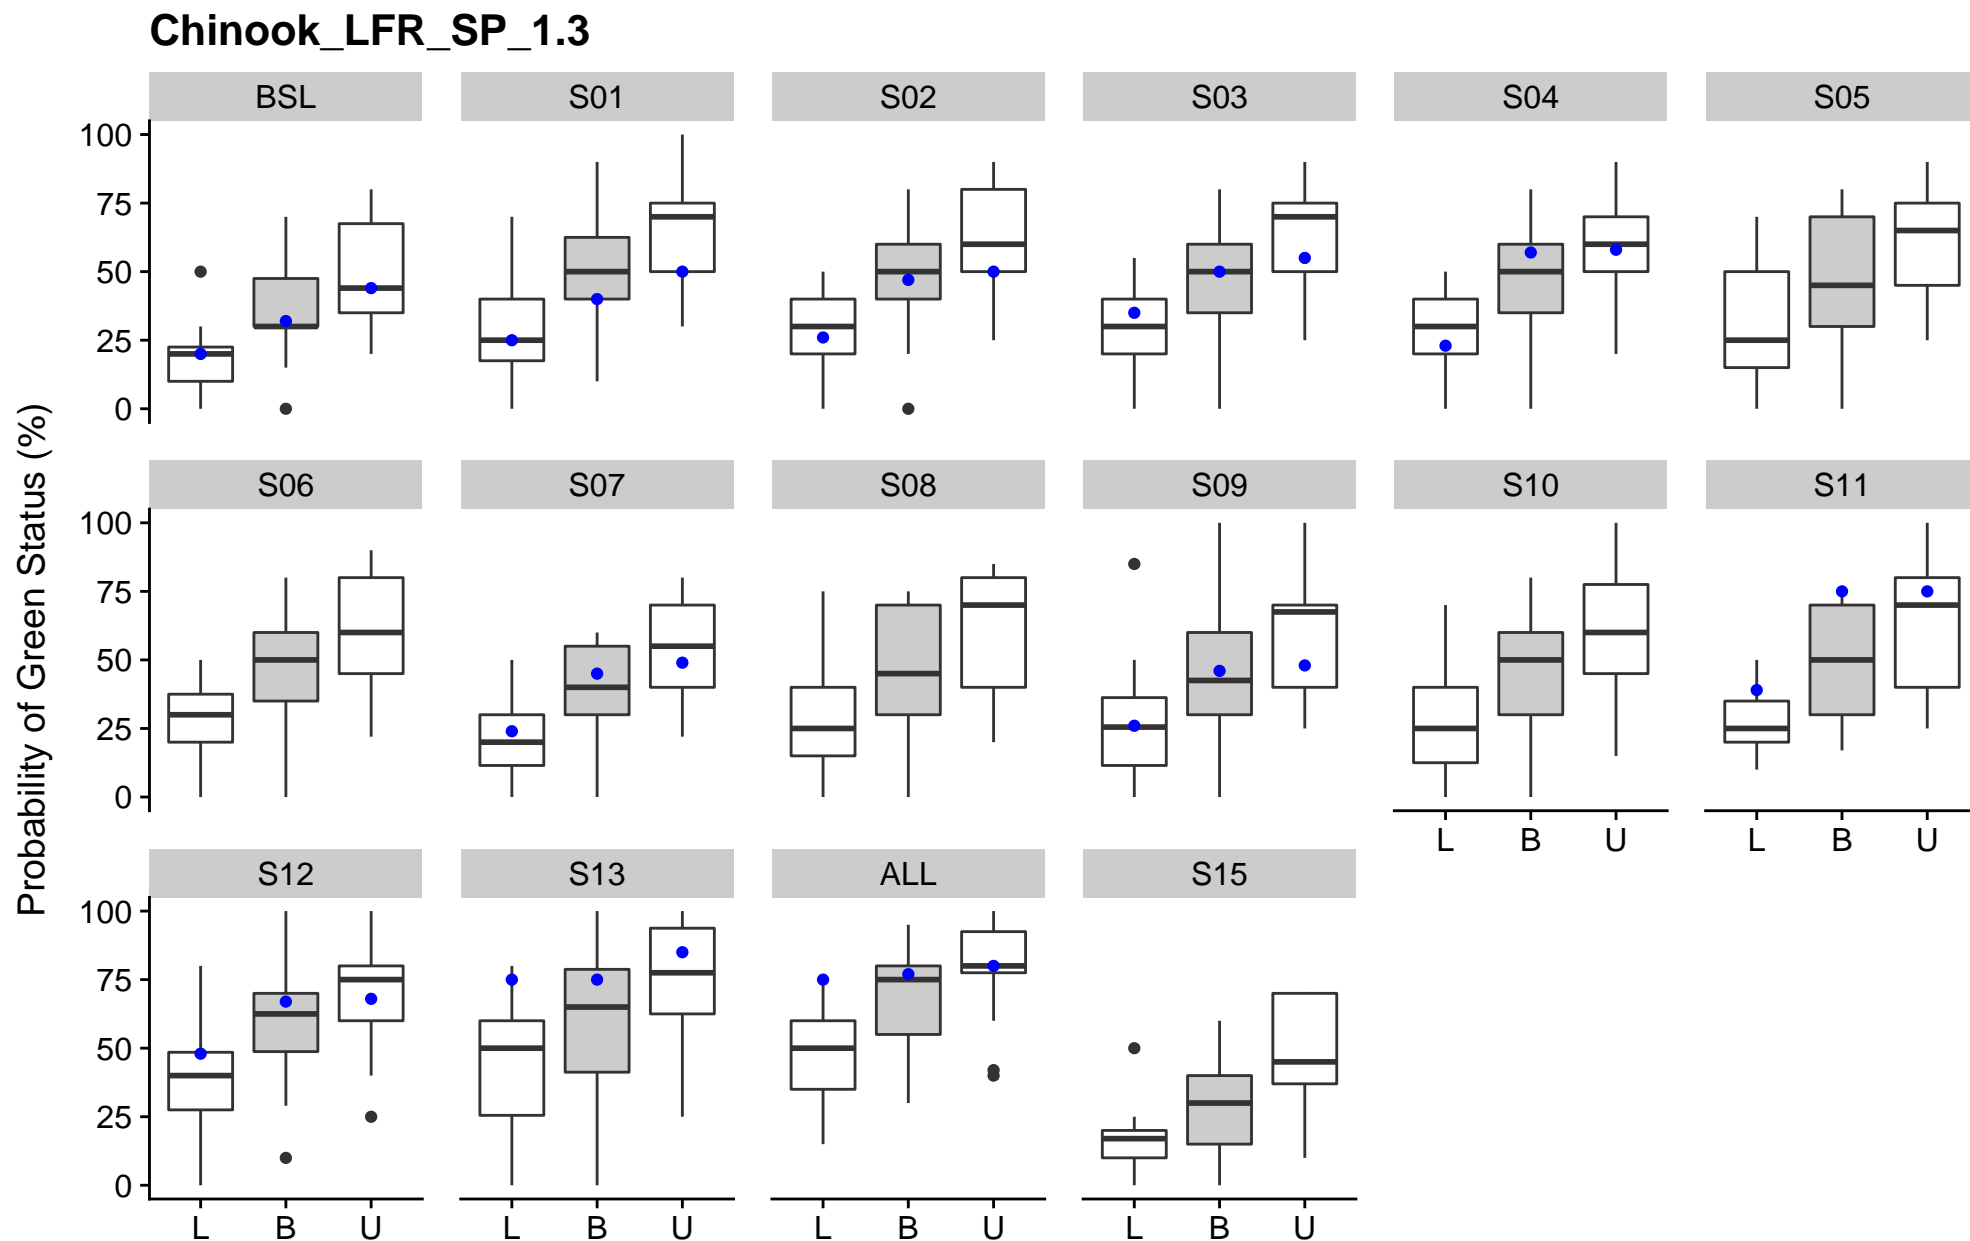 Chinook_LFR_SP_1.3
BSL S01 S02 S03 S04 S05
100
75
50
25
0
Probability of Green Status (%)
S06 S07 S08 S09 S10 S11
100
75
50
25
0
L B U L B U
S12 S13 ALL S15
100
75
50
25
0
L B U L B U L B U L B U